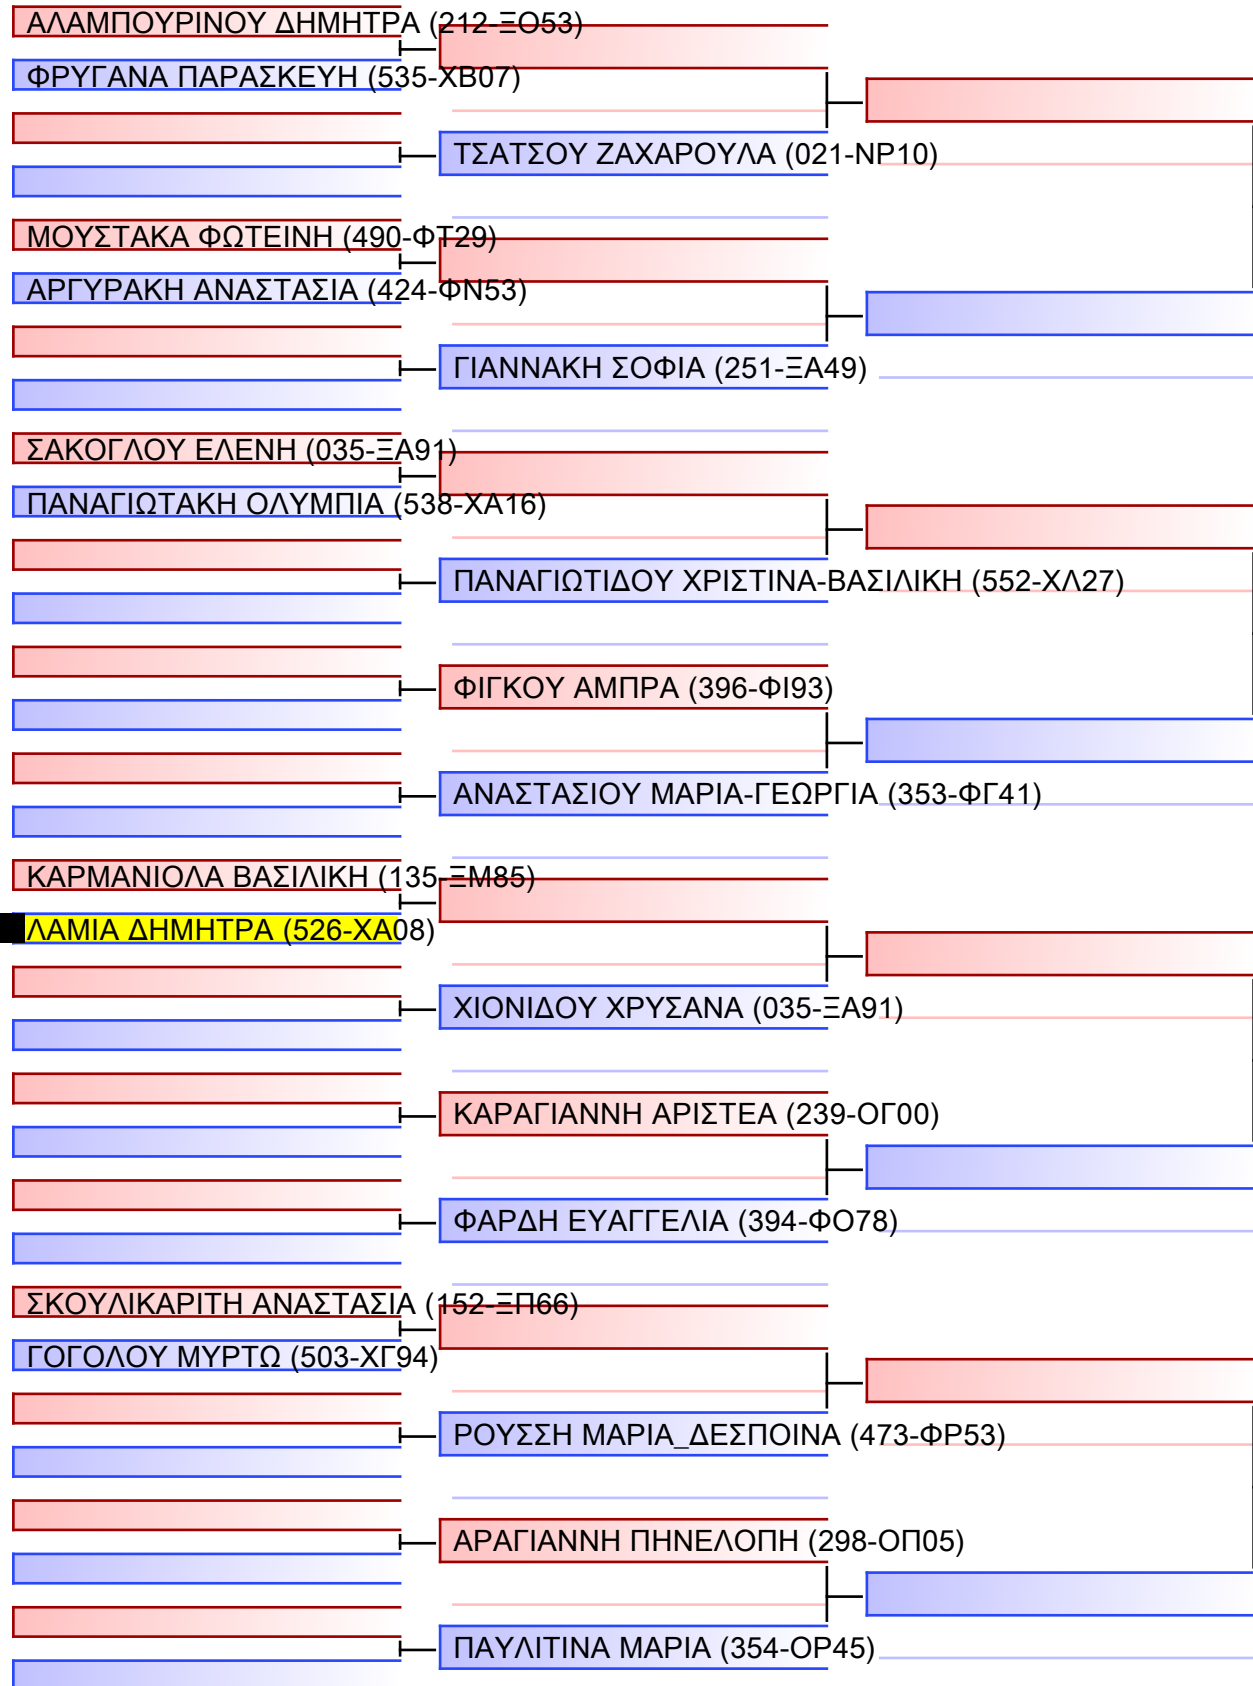 ΑΛΑΜΠΟΥΡΙΝΟΥ ΔΗΜΗΤΡΑ (212-ΞΟ53)
ΦΡΥΓΑΝΑ ΠΑΡΑΣΚΕΥΗ (535-ΧΒ07)
ΤΣΑΤΣΟΥ ΖΑΧΑΡΟΥΛΑ (021-ΝΡ10)
ΜΟΥΣΤΑΚΑ ΦΩΤΕΙΝΗ (490-ΦΤ29)
ΑΡΓΥΡΑΚΗ ΑΝΑΣΤΑΣΙΑ (424-ΦΝ53)
ΓΙΑΝΝΑΚΗ ΣΟΦΙΑ (251-ΞΑ49)
ΣΑΚΟΓΛΟΥ ΕΛΕΝΗ (035-ΞΑ91)
ΠΑΝΑΓΙΩΤΑΚΗ ΟΛΥΜΠΙΑ (538-ΧΑ16)
ΠΑΝΑΓΙΩΤΙΔΟΥ ΧΡΙΣΤΙΝΑ-ΒΑΣΙΛΙΚΗ (552-ΧΛ27)
ΦΙΓΚΟΥ ΑΜΠΡΑ (396-ΦΙ93)
ΑΝΑΣΤΑΣΙΟΥ ΜΑΡΙΑ-ΓΕΩΡΓΙΑ (353-ΦΓ41)
ΚΑΡΜΑΝΙΟΛΑ ΒΑΣΙΛΙΚΗ (135-ΞΜ85)
ΛΑΜΙΑ ΔΗΜΗΤΡΑ (526-ΧΑ08)
ΧΙΟΝΙΔΟΥ ΧΡΥΣΑΝΑ (035-ΞΑ91)
ΚΑΡΑΓΙΑΝΝΗ ΑΡΙΣΤΕΑ (239-ΟΓ00)
ΦΑΡΔΗ ΕΥΑΓΓΕΛΙΑ (394-ΦΟ78)
ΣΚΟΥΛΙΚΑΡΙΤΗ ΑΝΑΣΤΑΣΙΑ (152-ΞΠ66)
ΓΟΓΟΛΟΥ ΜΥΡΤΩ (503-ΧΓ94)
ΡΟΥΣΣΗ ΜΑΡΙΑ_ΔΕΣΠΟΙΝΑ (473-ΦΡ53)
ΑΡΑΓΙΑΝΝΗ ΠΗΝΕΛΟΠΗ (298-ΟΠ05)
ΠΑΥΛΙΤΙΝΑ ΜΑΡΙΑ (354-ΟΡ45)